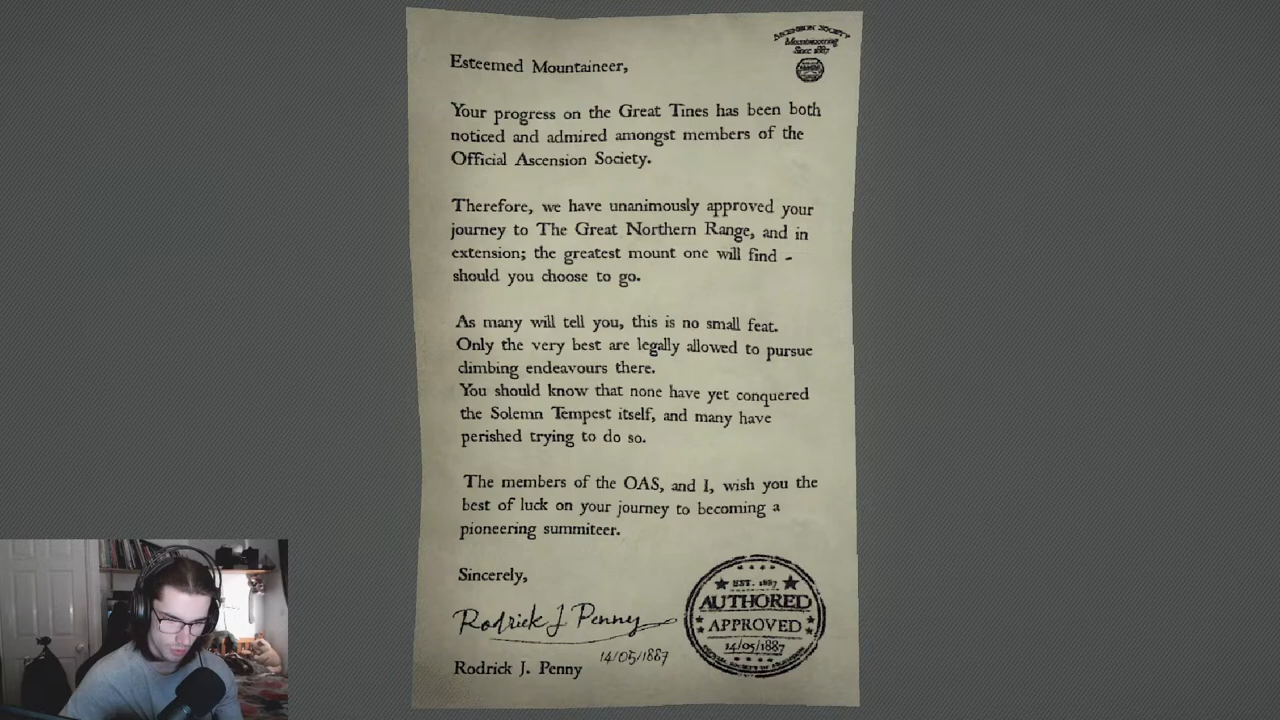 ASCENSION SOCIETY
Mountaineering
Since 1887
Esteemed Mountaineer,
Your progress on the Great Tines has been both
noticed and admired amongst members of the
Official Ascension Society.
Therefore, we have unanimously approved your
journey to The Great Northern Range, and in
extension; the greatest mount one will find -
should you choose to go.
As many will tell you, this is no small feat.
Only the very best are legally allowed to pursue
climbing endeavours there.
You should know that none have yet conquered
the Solemn Tempest itself, and many have
perished trying to do so.
The members of the OAS, and I, wish you the
best of luck on your journey to becoming a
pioneering summiteer.
Sincerely,
Rodrick J Penny
14/05/1887
Rodrick J. Penny
EST. 1887
AUTHORED
APPROVED
14/05/1887